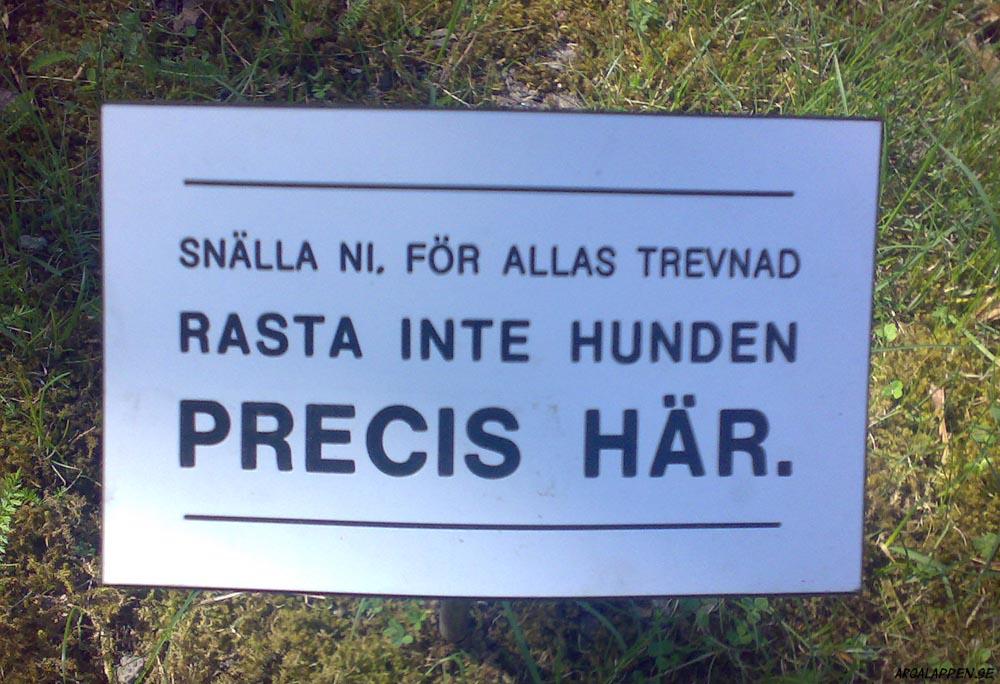 SNÄLLA NI, FÖR ALLAS TREVNAD
RASTA INTE HUNDEN
PRECIS HÄR.
ARGALAPPEN.SE